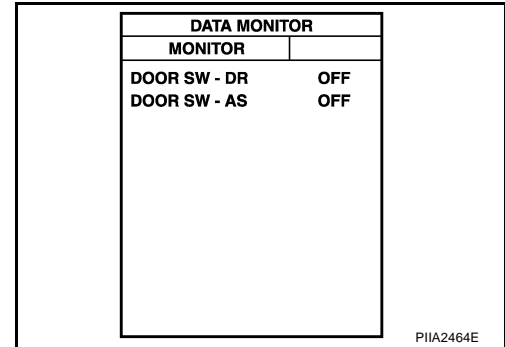 DATA MONITOR
MONITOR
DOOR SW - DR OFF
DOOR SW - AS OFF
PIIA2464E